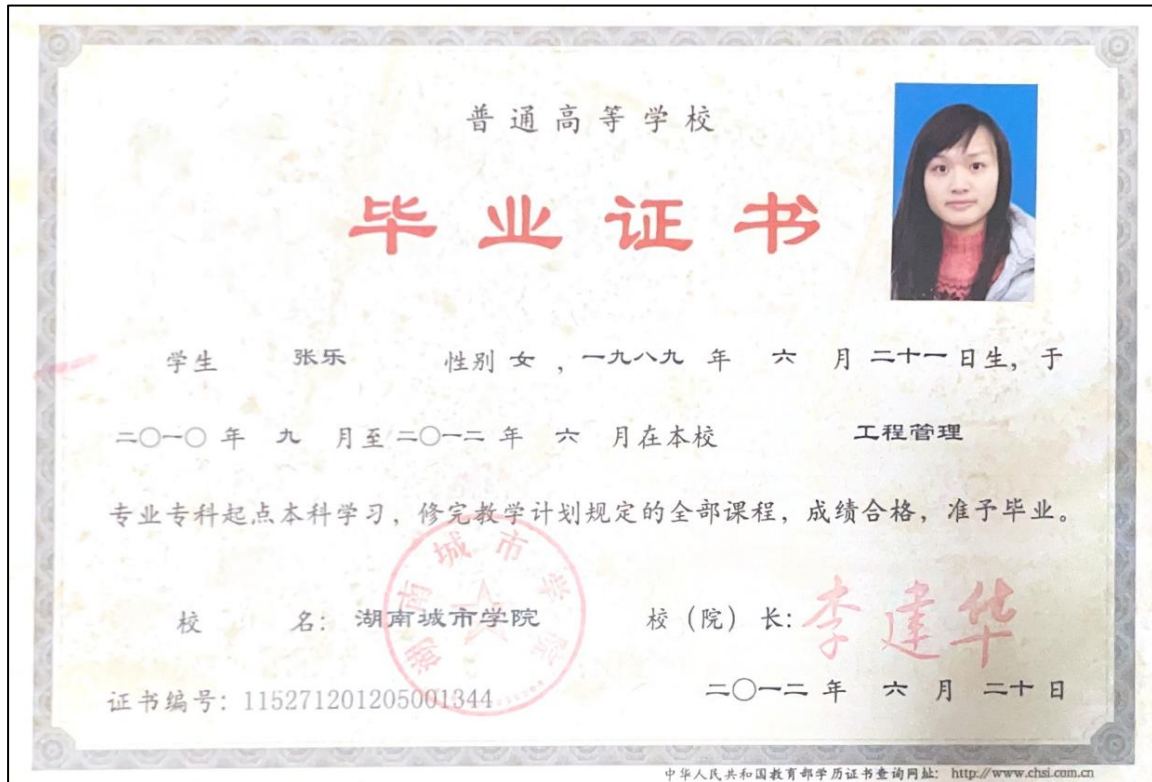 普通高等学校
毕业证书
学生 张乐 性别 女 ，一九八九 年 六 月 二十一 日生，于
二〇一〇 年 九 月至 二〇一二 年 六 月在本校 工程管理
专业专科起点本科学习，修完教学计划规定的全部课程，成绩合格，准予毕业。
校 名：湖南城市学院 校（院）长：李建华
湖南城市学院
证书编号：115271201205001344 二〇一二 年 六 月 二十 日
中华人民共和国教育部学历证书查询网址：http://www.chsi.com.cn